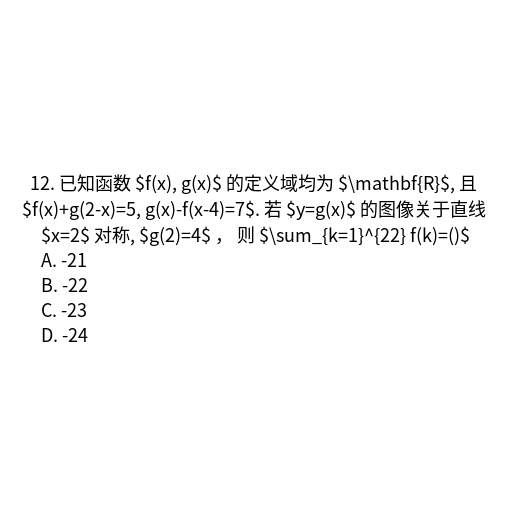 12. 已知函数 $f(x), g(x)$ 的定义域均为 $\mathbf{R}$, 且
$f(x)+g(2-x)=5, g(x)-f(x-4)=7$. 若 $y=g(x)$ 的图像关于直线
$x=2$ 对称, $g(2)=4$ ， 则 $\sum_{k=1}^{22} f(k)=()$
A. -21
B. -22
C. -23
D. -24